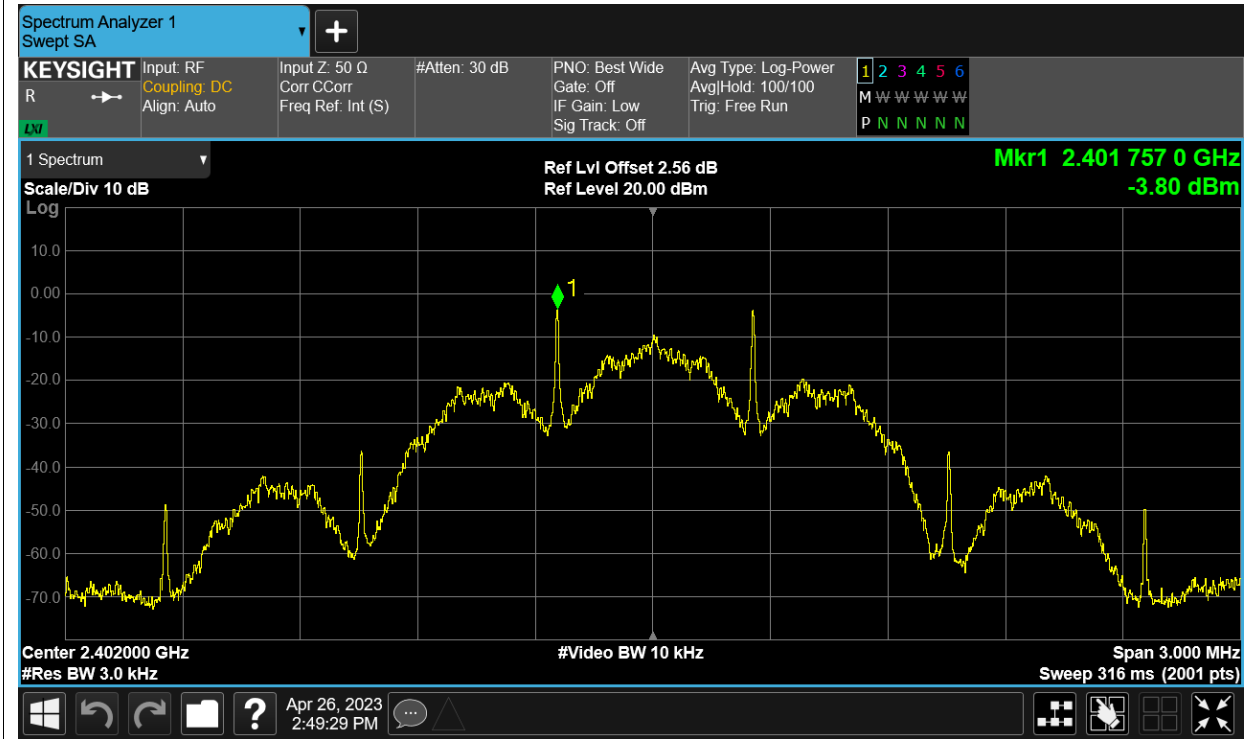 Spectrum Analyzer 1
Swept SA
KEYSIGHT
R
LXI
Input: RF
Coupling: DC
Align: Auto
Input Z: 50 Ω
Corr CCorr
Freq Ref: Int (S)
#Atten: 30 dB
PNO: Best Wide
Gate: Off
IF Gain: Low
Sig Track: Off
Avg Type: Log-Power
Avg|Hold: 100/100
Trig: Free Run
1 2 3 4 5 6
M W W W W W
P N N N N N
1 Spectrum
Scale/Div 10 dB
Log
Ref Lvl Offset 2.56 dB
Ref Level 20.00 dBm
Mkr1 2.401 757 0 GHz
-3.80 dBm
1
10.0
0.00
-10.0
-20.0
-30.0
-40.0
-50.0
-60.0
-70.0
Center 2.402000 GHz
#Res BW 3.0 kHz
#Video BW 10 kHz
Span 3.000 MHz
Sweep 316 ms (2001 pts)
?
Apr 26, 2023
2:49:29 PM